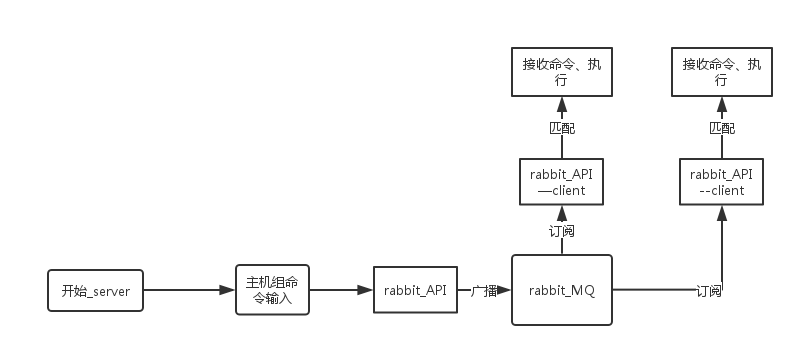 接收命令、执
行
接收命令、执
行
匹配
匹配
rabbit_API
—client
rabbit_API
--client
订阅
开始_server
主机组命
令输入
rabbit_API
广播
rabbit_MQ
订阅